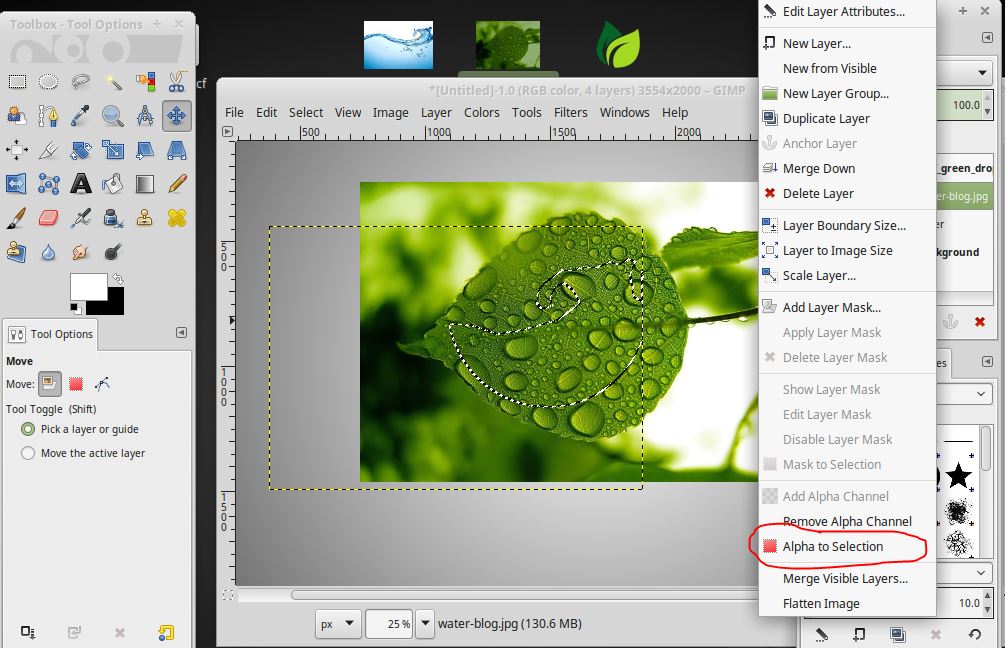 Toolbox - Tool Options
Move
Tool Options
Move:
Tool Toggle (Shift)
Pick a layer or guide
Move the active layer
cf
*[Untitled]-1.0 (RGB color, 4 layers) 3554x2000 – GIMP
File Edit Select View Image Layer Colors Tools Filters Windows Help
500 1000 1500 2000
500
1000
1500
px 25 % water-blog.jpg (130.6 MB)
Edit Layer Attributes...
New Layer...
New from Visible
New Layer Group...
Duplicate Layer
Anchor Layer
Merge Down
Delete Layer
Layer Boundary Size...
Layer to Image Size
Scale Layer...
Add Layer Mask...
Apply Layer Mask
Delete Layer Mask
Show Layer Mask
Edit Layer Mask
Disable Layer Mask
Mask to Selection
Add Alpha Channel
Remove Alpha Channel
Alpha to Selection
Merge Visible Layers...
Flatten Image
100.0
_green_dro
er-blog.jpg
er
kground
es
10.0